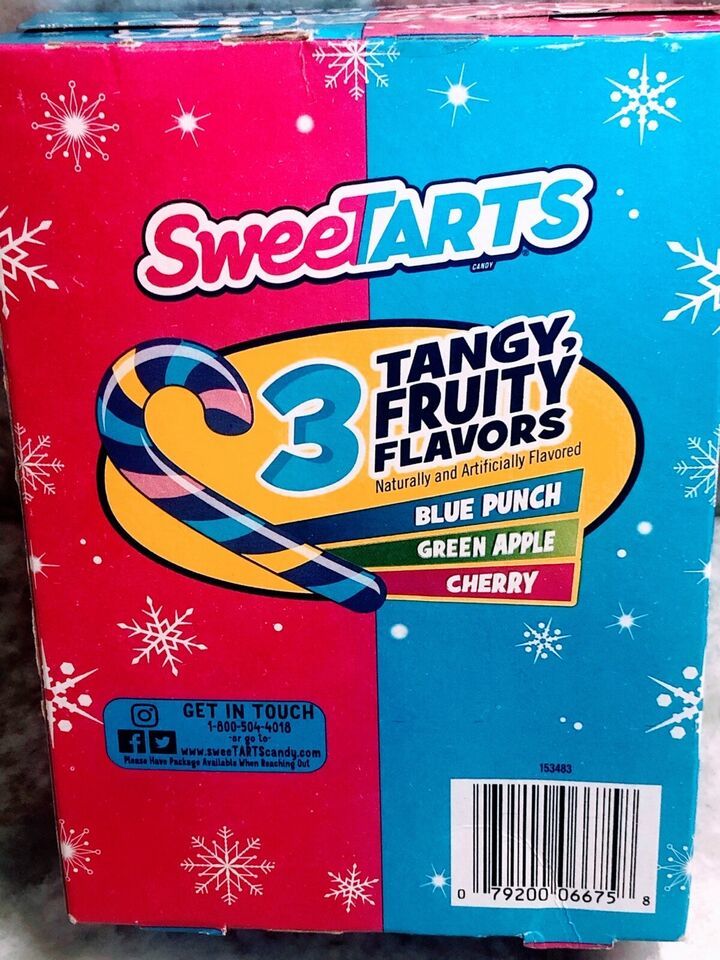 SweeTARTS
CANDY
3
TANGY,
FRUITY
FLAVORS
Naturally and Artificially Flavored
BLUE PUNCH
GREEN APPLE
CHERRY
GET IN TOUCH
1-800-504-4018
-or go to-
www.sweeTARTScandy.com
Please Have Package Available When Reaching Out
153483
0 79200 06675 8